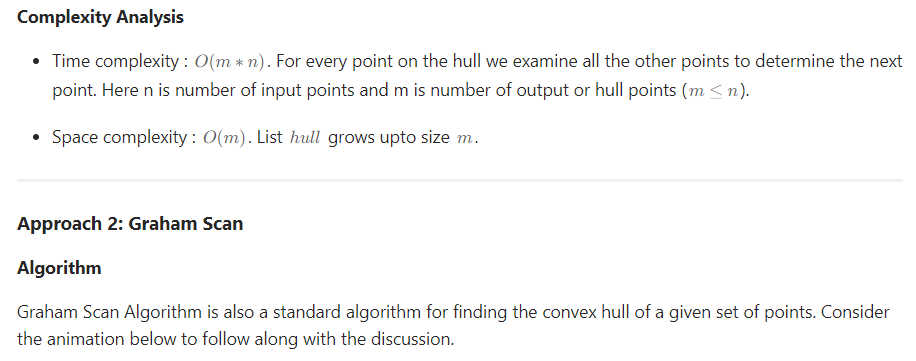 Complexity Analysis
• Time complexity : O(m ∗ n). For every point on the hull we examine all the other points to determine the next
point. Here n is number of input points and m is number of output or hull points (m ≤ n).
• Space complexity : O(m). List hull grows upto size m.
Approach 2: Graham Scan
Algorithm
Graham Scan Algorithm is also a standard algorithm for finding the convex hull of a given set of points. Consider
the animation below to follow along with the discussion.